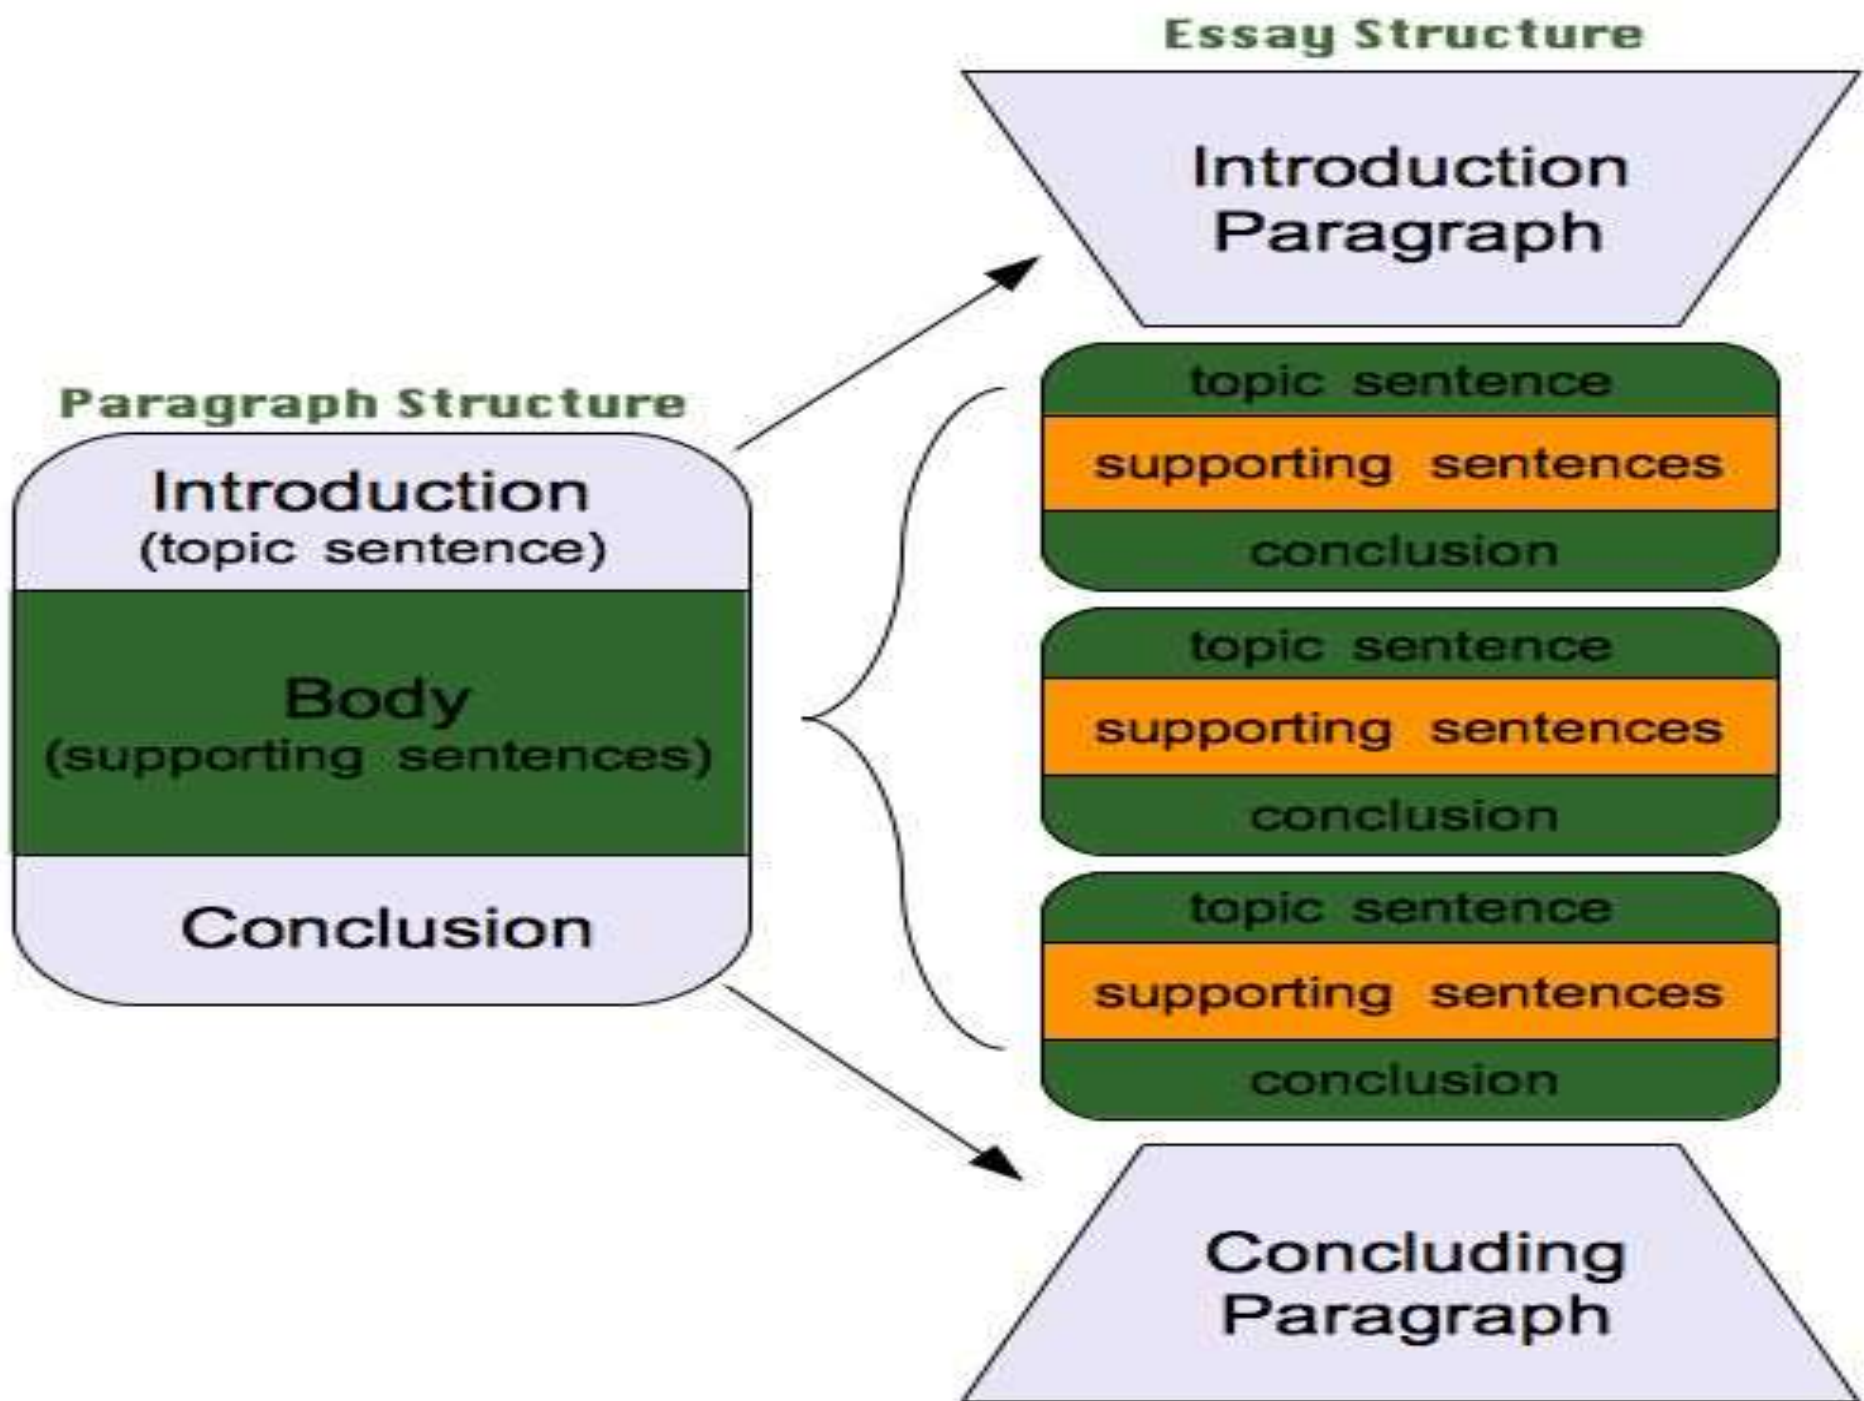 Paragraph Structure
Introduction
(topic sentence)
Body
(supporting sentences)
Conclusion
Essay Structure
Introduction
Paragraph
topic sentence
supporting sentences
conclusion
topic sentence
supporting sentences
conclusion
topic sentence
supporting sentences
conclusion
Concluding
Paragraph